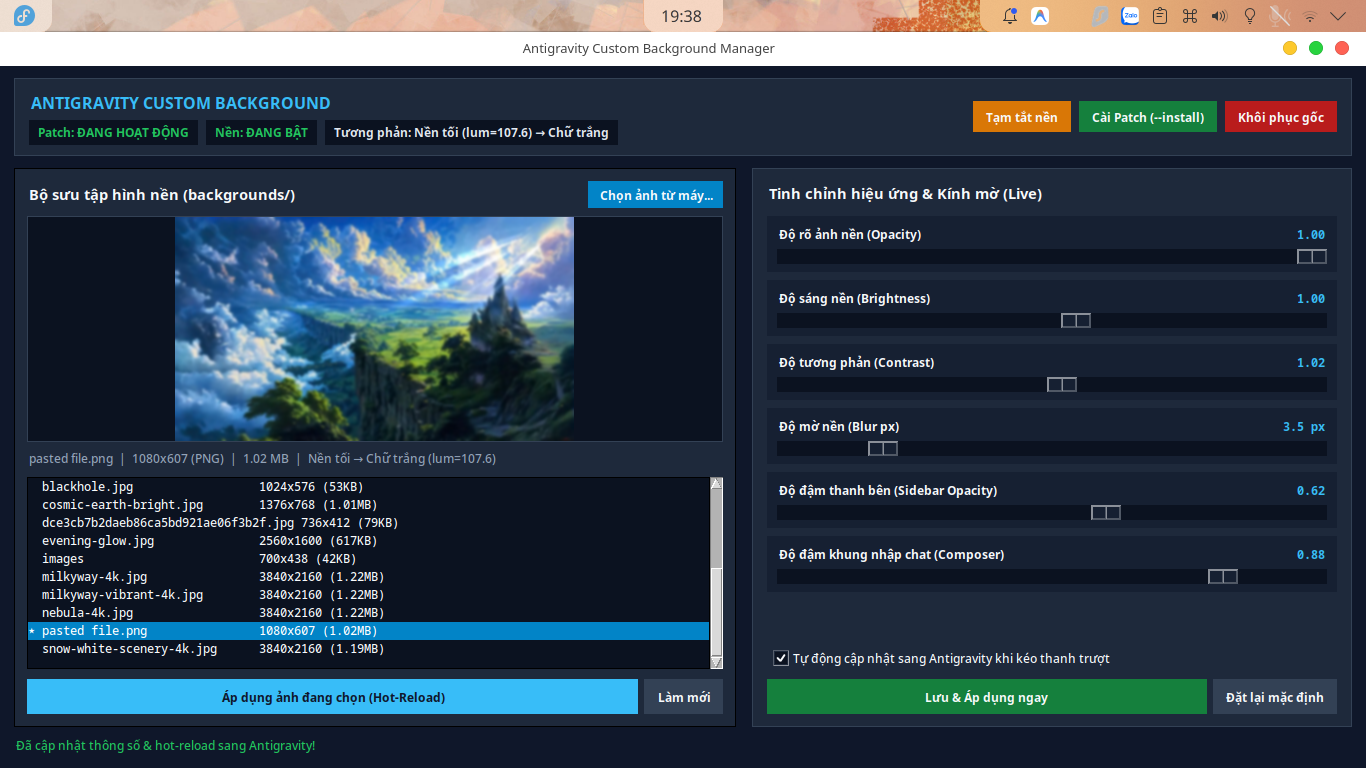 19:38
Zalo
Antigravity Custom Background Manager
ANTIGRAVITY CUSTOM BACKGROUND
Patch: ĐANG HOẠT ĐỘNG
Nền: ĐANG BẬT
Tương phản: Nền tối (lum=107.6) → Chữ trắng
Tạm tắt nền
Cài Patch (--install)
Khôi phục gốc
Bộ sưu tập hình nền (backgrounds/)
Chọn ảnh từ máy...
pasted file.png | 1080x607 (PNG) | 1.02 MB | Nền tối → Chữ trắng (lum=107.6)
blackhole.jpg 1024x576 (53KB)
cosmic-earth-bright.jpg 1376x768 (1.01MB)
dce3cb7b2daeb86ca5bd921ae06f3b2f.jpg 736x412 (79KB)
evening-glow.jpg 2560x1600 (617KB)
images 700x438 (42KB)
milkyway-4k.jpg 3840x2160 (1.22MB)
milkyway-vibrant-4k.jpg 3840x2160 (1.22MB)
nebula-4k.jpg 3840x2160 (1.22MB)
★ pasted file.png 1080x607 (1.02MB)
snow-white-scenery-4k.jpg 3840x2160 (1.19MB)
Áp dụng ảnh đang chọn (Hot-Reload)
Làm mới
Tinh chỉnh hiệu ứng & Kính mờ (Live)
Độ rõ ảnh nền (Opacity) 1.00
Độ sáng nền (Brightness) 1.00
Độ tương phản (Contrast) 1.02
Độ mờ nền (Blur px) 3.5 px
Độ đậm thanh bên (Sidebar Opacity) 0.62
Độ đậm khung nhập chat (Composer) 0.88
Tự động cập nhật sang Antigravity khi kéo thanh trượt
Lưu & Áp dụng ngay
Đặt lại mặc định
Đã cập nhật thông số & hot-reload sang Antigravity!